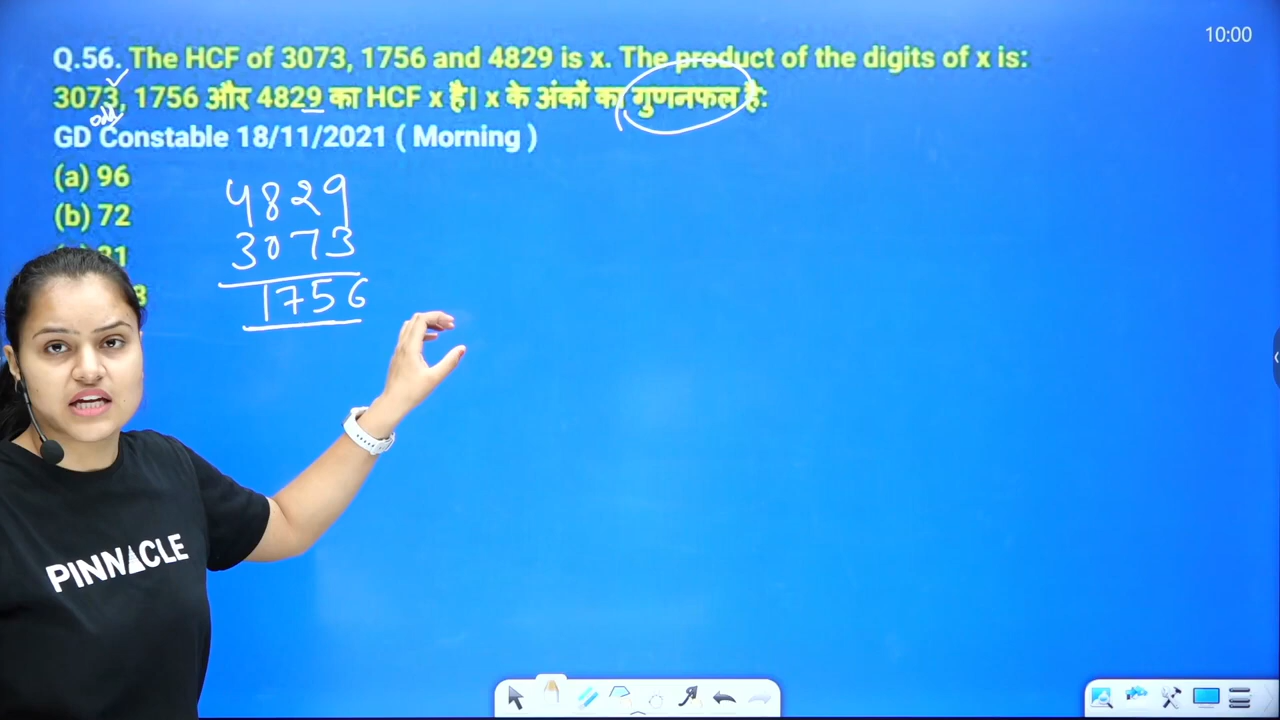 10:00
Q.56. The HCF of 3073, 1756 and 4829 is x. The product of the digits of x is:
3073, 1756 और 4829 का HCF x है। x के अंकों का गुणनफल है:
odd
GD Constable 18/11/2021 ( Morning )
(a) 96
(b) 72
4829
3073
1756
PINNACLE